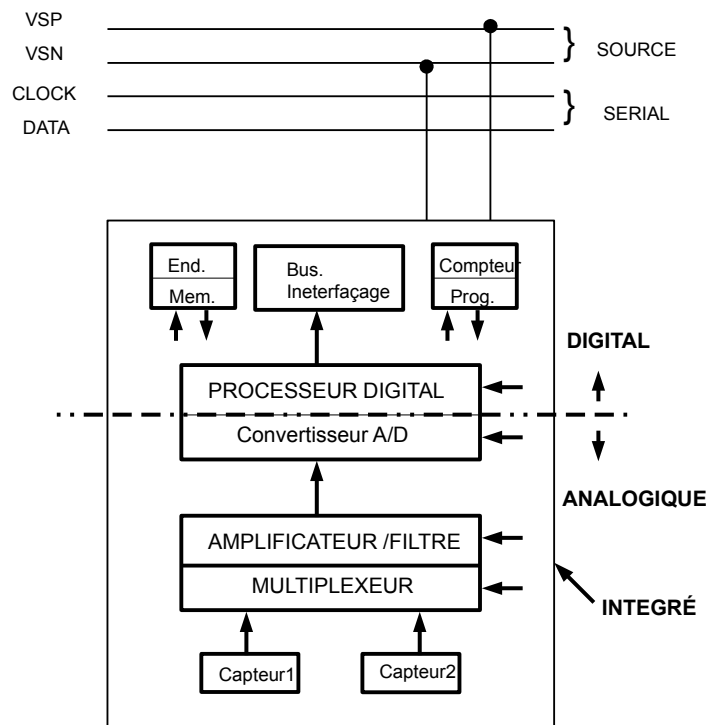 VSP
VSN
} SOURCE
CLOCK
DATA
} SERIAL
End.
Mem.
Bus.
Ineterfaçage
Compteur
Prog.
DIGITAL
PROCESSEUR DIGITAL
Convertisseur A/D
ANALOGIQUE
AMPLIFICATEUR /FILTRE
MULTIPLEXEUR
INTEGRÉ
Capteur1
Capteur2